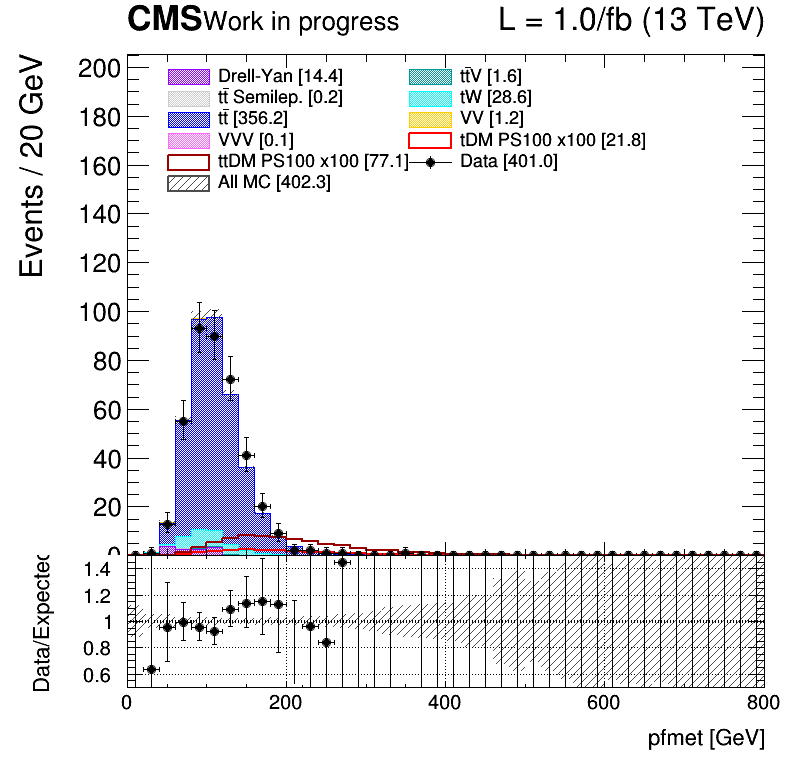 CMS Work in progress L = 1.0/fb (13 TeV)
Events / 20 GeV
200
180
160
140
120
100
80
60
40
20
0
Drell-Yan [14.4] tt̄V [1.6]
tt̄ Semilep. [0.2] tW [28.6]
tt̄ [356.2] VV [1.2]
VVV [0.1] tDM PS100 x100 [21.8]
ttDM PS100 x100 [77.1] Data [401.0]
All MC [402.3]
Data/Expected
1.4
1.2
1
0.8
0.6
0 200 400 600 800
pfmet [GeV]